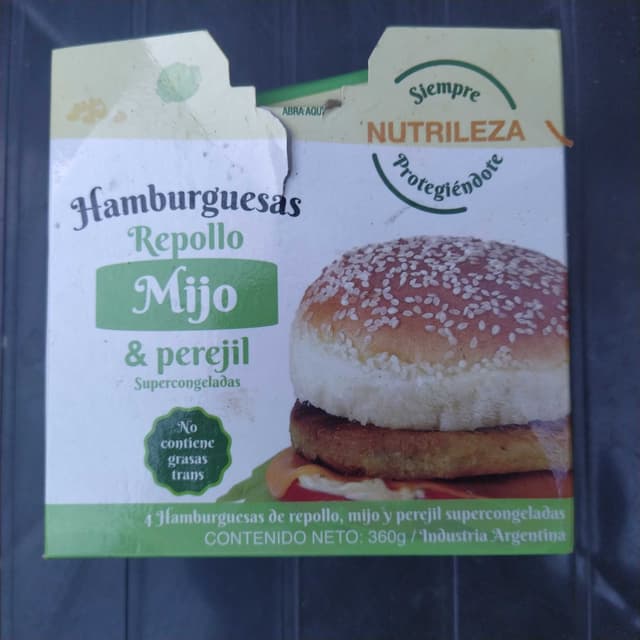 ABRA AQUÍ
Siempre
NUTRILEZA
Protegiéndote
Hamburguesas
Repollo
Mijo
& perejil
Supercongeladas
No
contiene
grasas
trans
4 Hamburguesas de repollo, mijo y perejil supercongeladas
CONTENIDO NETO: 360g / Industria Argentina